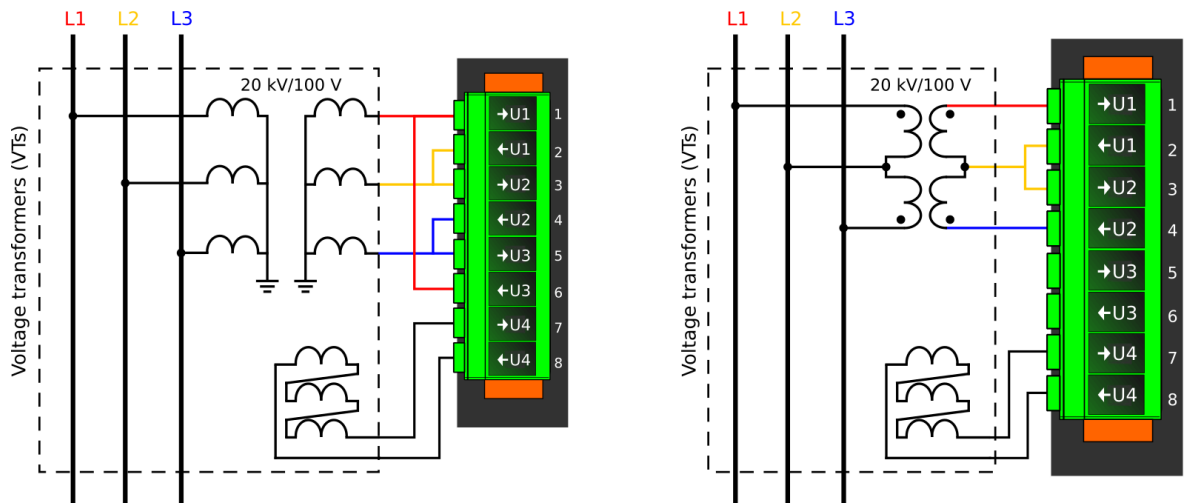 L1 L2 L3
20 kV/100 V
Voltage transformers (VTs)
→U1 1
←U1 2
→U2 3
←U2 4
→U3 5
←U3 6
→U4 7
←U4 8
L1 L2 L3
20 kV/100 V
Voltage transformers (VTs)
→U1 1
←U1 2
→U2 3
←U2 4
→U3 5
←U3 6
→U4 7
←U4 8